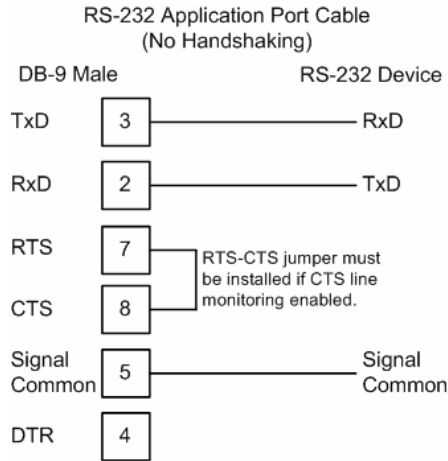 RS-232 Application Port Cable
(No Handshaking)
DB-9 Male
RS-232 Device
TxD 3 RxD
RxD 2 TxD
RTS 7
RTS-CTS jumper must
be installed if CTS line
monitoring enabled.
CTS 8
Signal
Common
5
Signal
Common
DTR 4